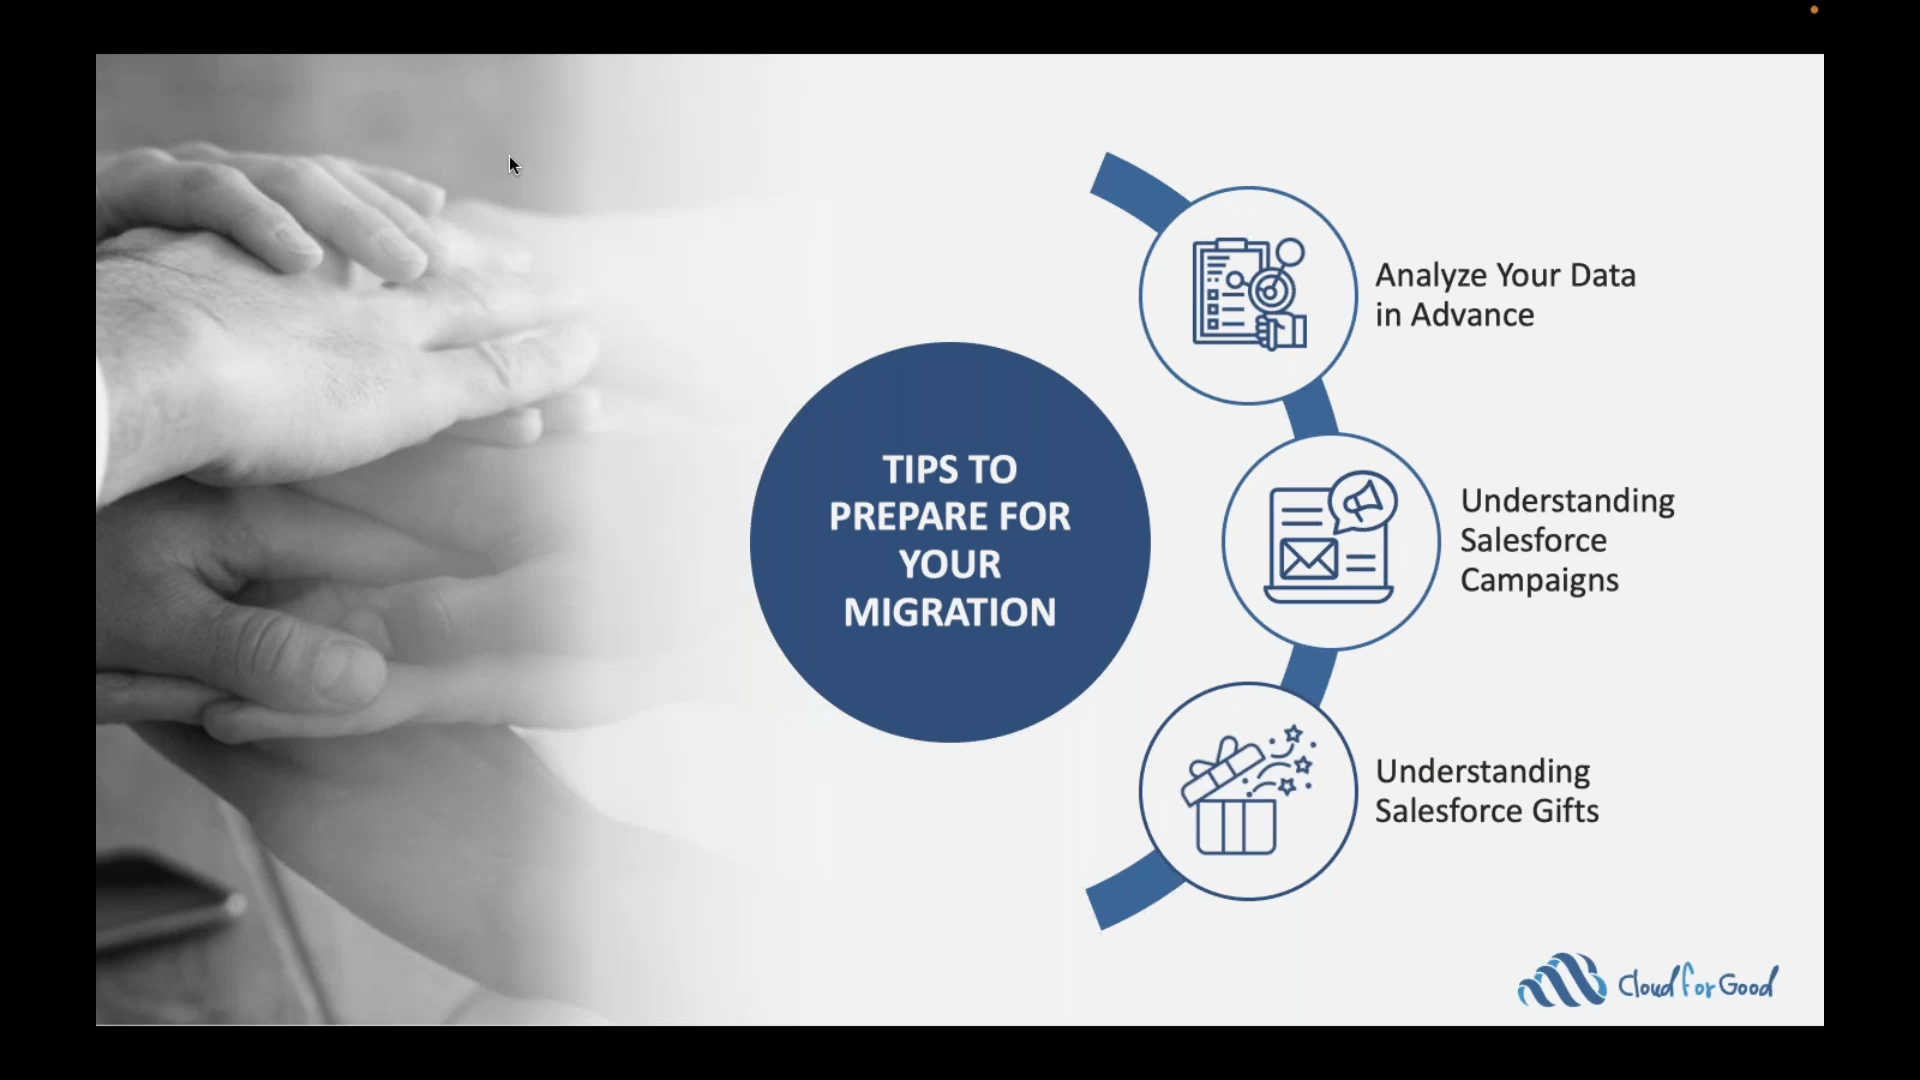 TIPS TO
PREPARE FOR
YOUR
MIGRATION
Analyze Your Data
in Advance
Understanding
Salesforce
Campaigns
Understanding
Salesforce Gifts
Cloud for Good